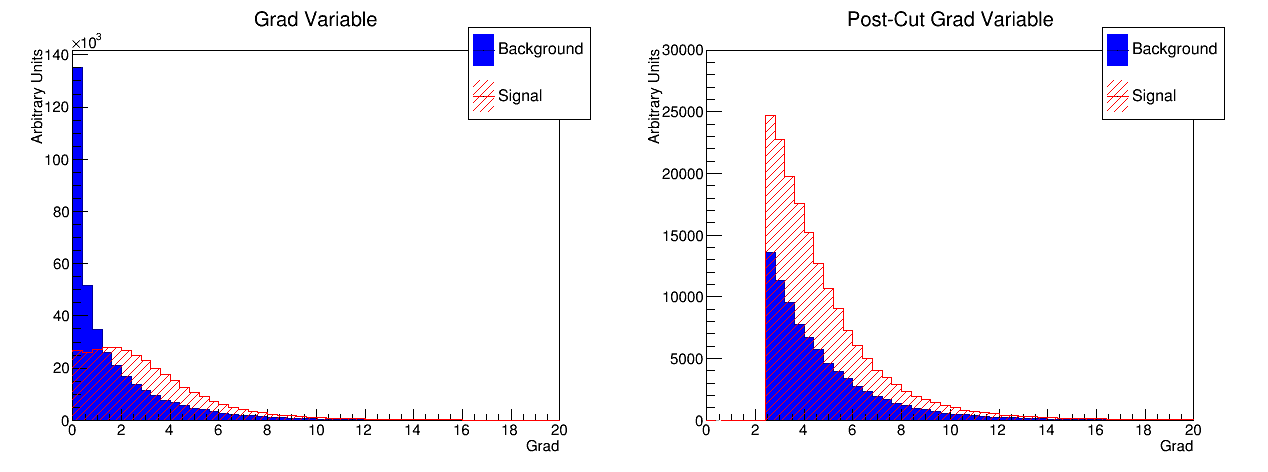 Grad Variable
×10³
Arbitrary Units
140
120
100
80
60
40
20
0
0 2 4 6 8 10 12 14 16 18 20
Grad
Background
Signal
Post-Cut Grad Variable
Arbitrary Units
30000
25000
20000
15000
10000
5000
0
0 2 4 6 8 10 12 14 16 18 20
Grad
Background
Signal